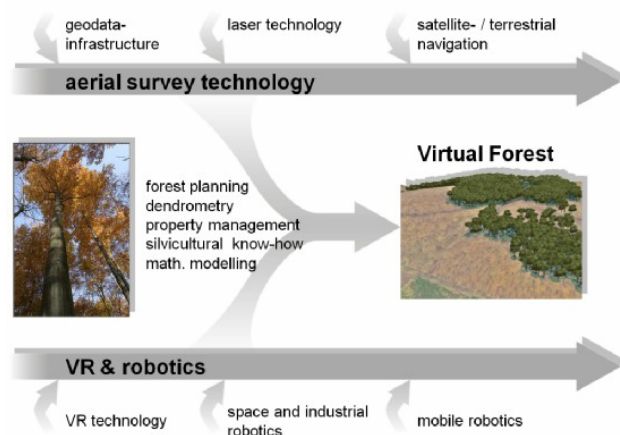 geodata-
infrastructure
laser technology
satellite- / terrestrial
navigation
aerial survey technology
Virtual Forest
forest planning
dendrometry
property management
silvicultural know-how
math. modelling
VR & robotics
VR technology
space and industrial
robotics
mobile robotics